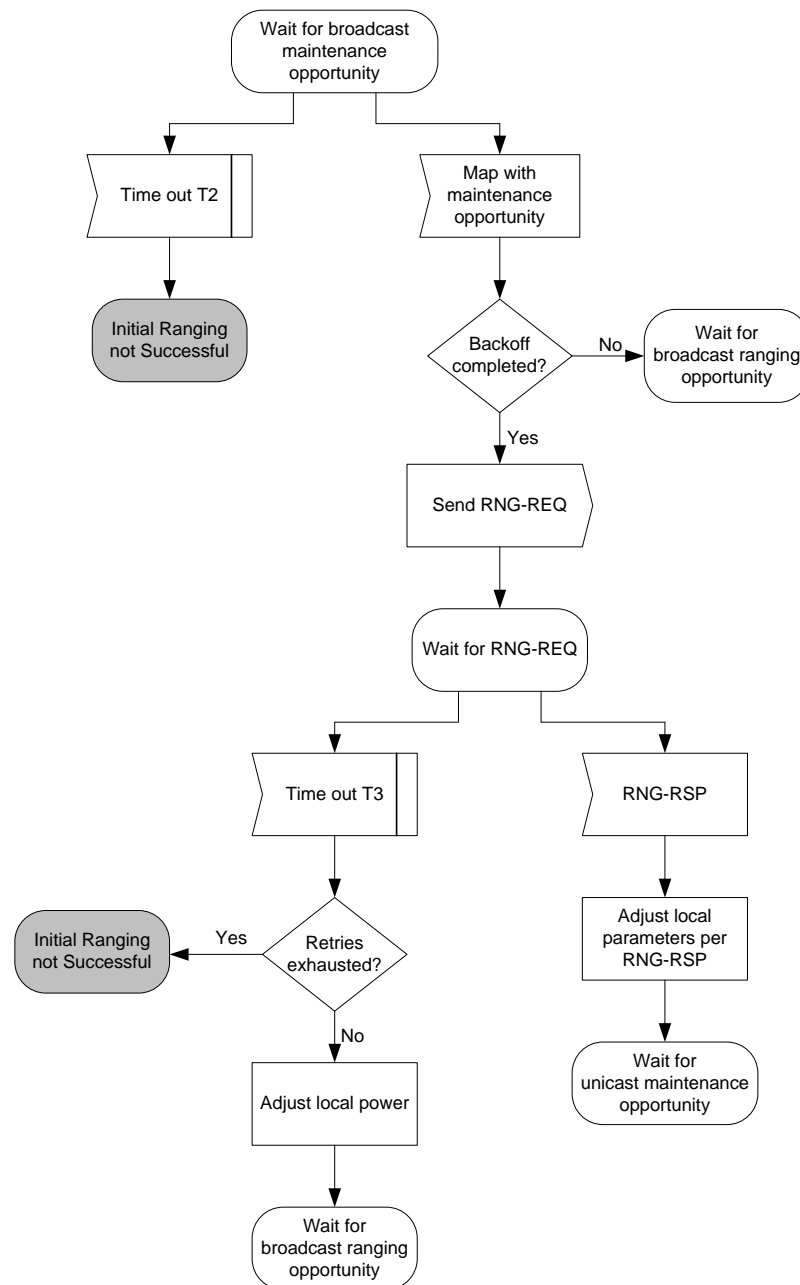 Wait for broadcast
maintenance
opportunity
Time out T2
Map with
maintenance
opportunity
Initial Ranging
not Successful
Backoff
completed?
No
Wait for
broadcast ranging
opportunity
Yes
Send RNG-REQ
Wait for RNG-REQ
Time out T3
RNG-RSP
Initial Ranging
not Successful
Yes
Retries
exhausted?
Adjust local
parameters per
RNG-RSP
No
Adjust local power
Wait for
unicast maintenance
opportunity
Wait for
broadcast ranging
opportunity